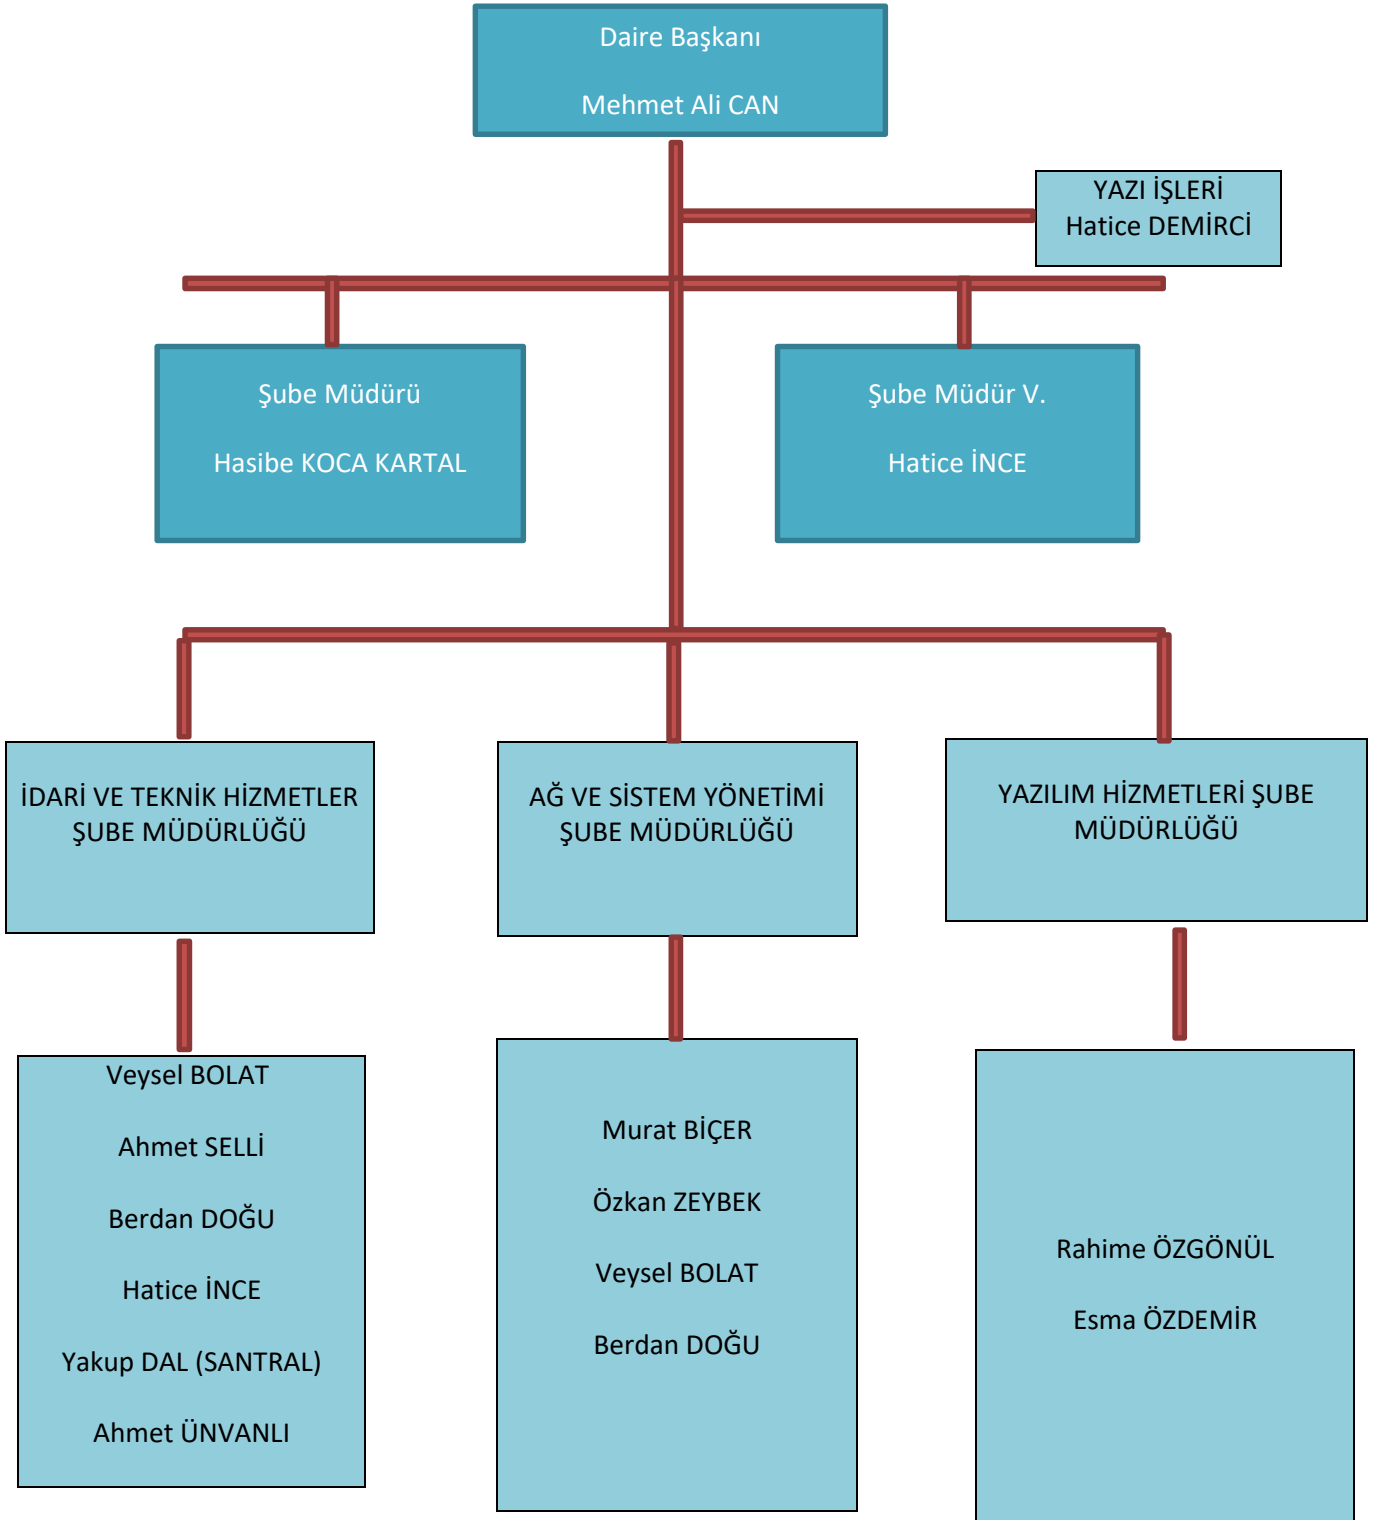 Daire Başkanı
Mehmet Ali CAN
YAZI İŞLERİ
Hatice DEMİRCİ
Şube Müdürü
Hasibe KOCA KARTAL
Şube Müdür V.
Hatice İNCE
İDARİ VE TEKNİK HİZMETLER
ŞUBE MÜDÜRLÜĞÜ
AĞ VE SİSTEM YÖNETİMİ
ŞUBE MÜDÜRLÜĞÜ
YAZILIM HİZMETLERİ ŞUBE
MÜDÜRLÜĞÜ
Veysel BOLAT
Ahmet SELLİ
Berdan DOĞU
Hatice İNCE
Yakup DAL (SANTRAL)
Ahmet ÜNVANLI
Murat BİÇER
Özkan ZEYBEK
Veysel BOLAT
Berdan DOĞU
Rahime ÖZGÖNÜL
Esma ÖZDEMİR